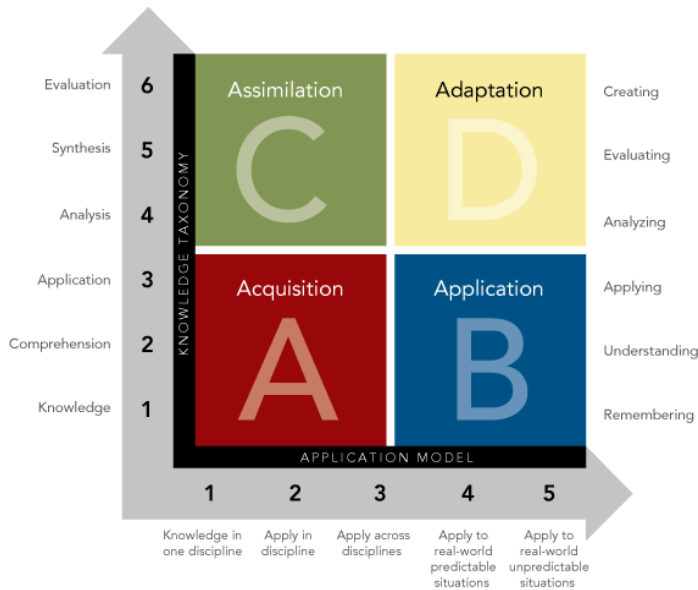 Evaluation 6 Assimilation Adaptation Creating
C D
Synthesis 5 Evaluating
Analysis 4 Analyzing
KNOWLEDGE TAXONOMY
Application 3 Acquisition Application Applying
A B
Comprehension 2 Understanding
Knowledge 1 Remembering
APPLICATION MODEL
1 2 3 4 5
Knowledge in
one discipline
Apply in
discipline
Apply across
disciplines
Apply to
real-world
predictable
situations
Apply to
real-world
unpredictable
situations